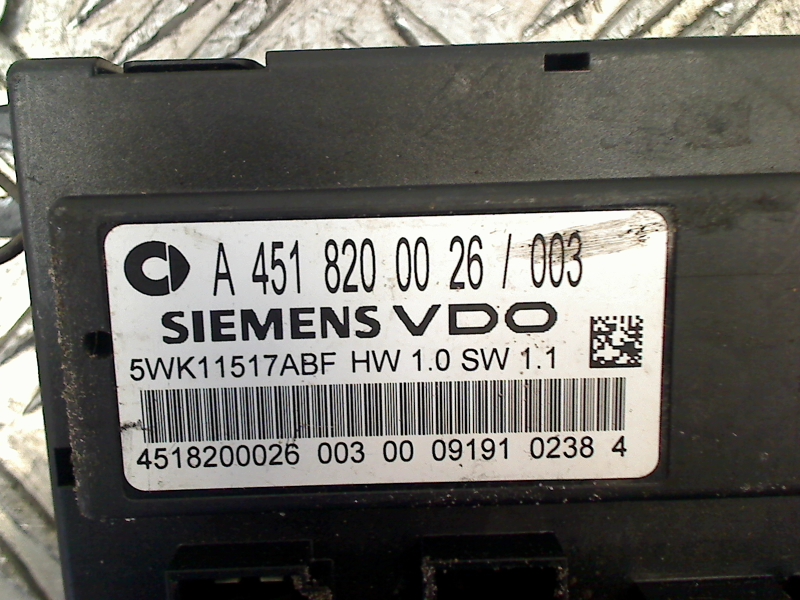 A 451 820 00 26 / 003
SIEMENS VDO
5WK11517ABF HW 1.0 SW 1.1
4518200026 003 00 09191 0238 4